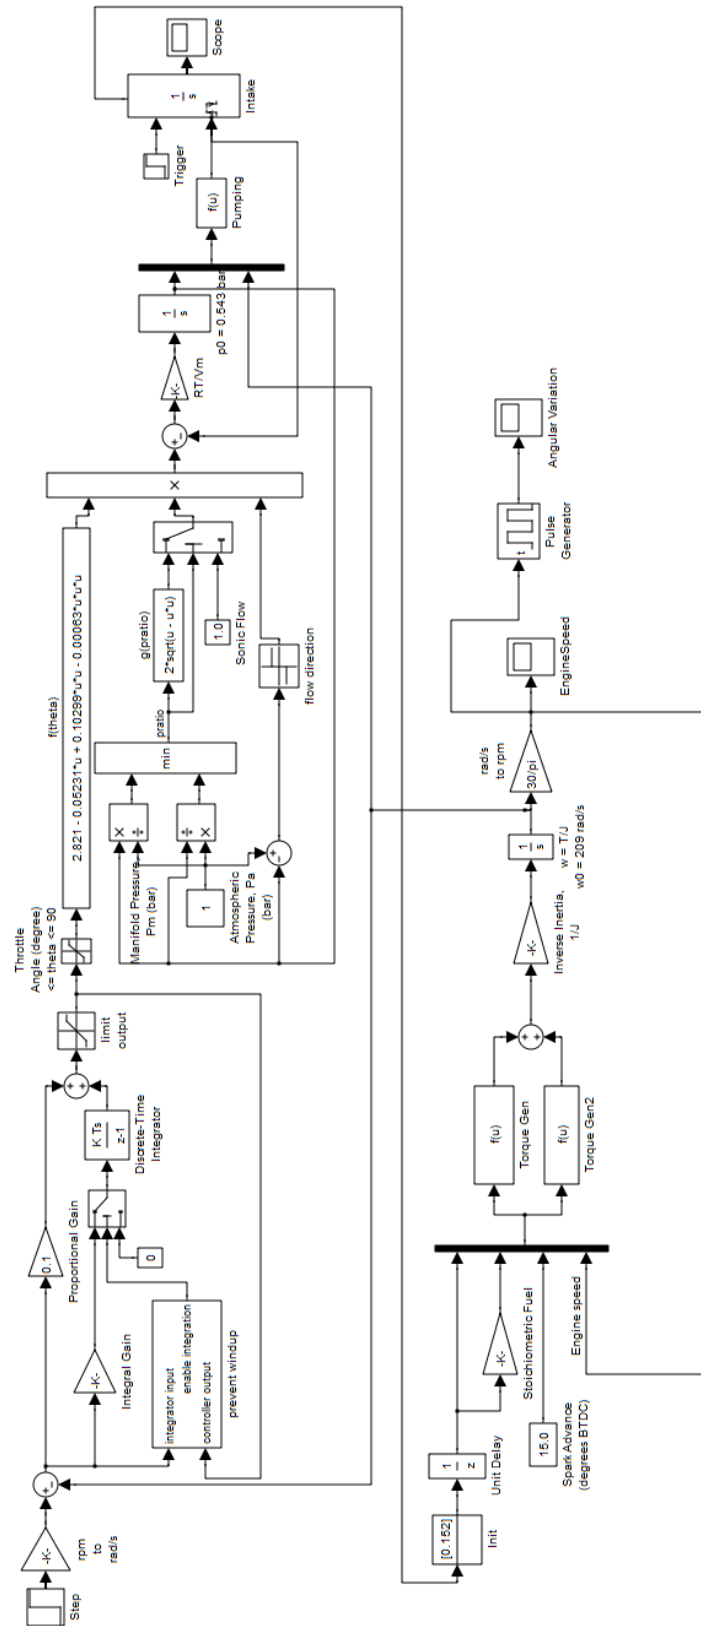 Step
-K-
rpm
to
rad/s
+
-
0.1
Proportional Gain
-K-
Integral Gain
integrator input
enable integration
controller output
prevent windup
0
K Ts
z-1
Discrete-Time
Integrator
+
+
limit
output
Throttle
Angle (degree)
<= theta <= 90
f(theta)
2.821 - 0.05231*u + 0.10299*u*u - 0.00063*u*u*u
Manifold Pressure,
Pm (bar)
×
÷
÷
×
1
Atmospheric
Pressure, Pa
(bar)
min
pratio
g(pratio)
2*sqrt(u - u*u)
1.0
Sonic Flow
+
-
flow direction
×
+
-
-K-
RT/Vm
1
s
p0 = 0.543 bar
f(u)
Pumping
Trigger
1
s
Intake
Scope
[0.152]
Init
1
z
Unit Delay
-K-
Stoichiometric Fuel
15.0
Spark Advance
(degrees BTDC)
Engine speed
f(u)
Torque Gen
f(u)
Torque Gen2
+
+
-K-
Inverse Inertia,
1/J
1
s
w = T/J
w0 = 209 rad/s
rad/s
to rpm
30/pi
EngineSpeed
t
Pulse
Generator
Angular Variation